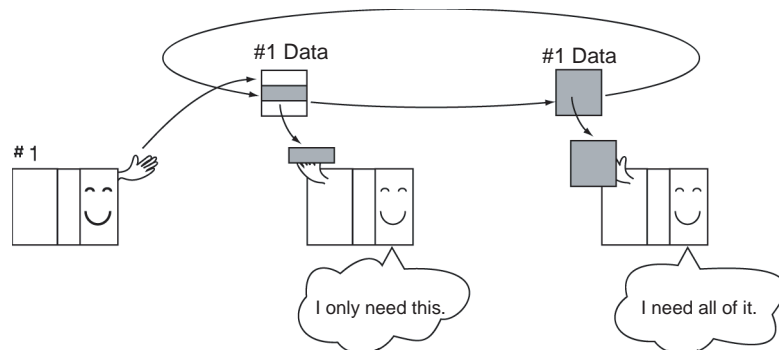 #1 Data
#1 Data
# 1
I only need this.
I need all of it.